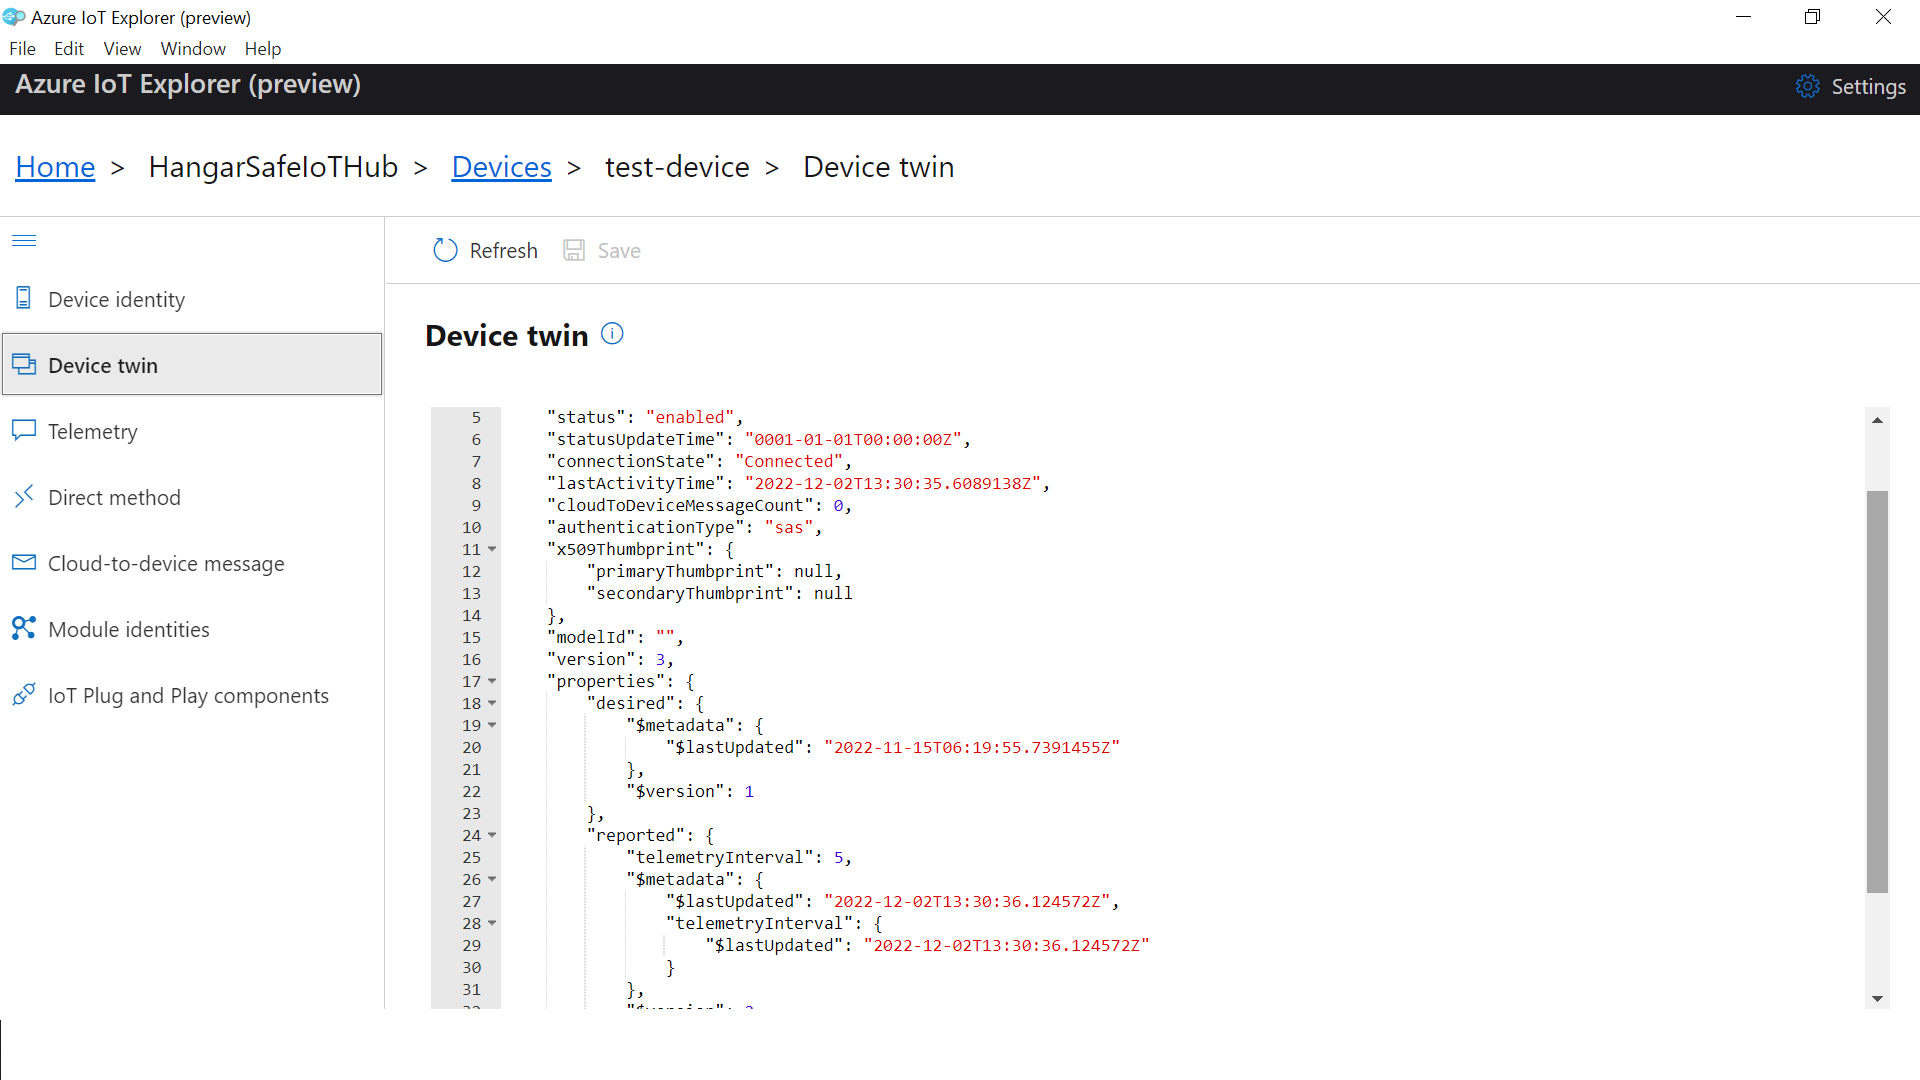 Azure IoT Explorer (preview)
File Edit View Window Help
Azure IoT Explorer (preview)
Settings
Home > HangarSafeIoTHub > Devices > test-device > Device twin
Refresh Save
Device identity
Device twin
Telemetry
Direct method
Cloud-to-device message
Module identities
IoT Plug and Play components
Device twin
5 "status": "enabled",
6 "statusUpdateTime": "0001-01-01T00:00:00Z",
7 "connectionState": "Connected",
8 "lastActivityTime": "2022-12-02T13:30:35.6089138Z",
9 "cloudToDeviceMessageCount": 0,
10 "authenticationType": "sas",
11 "x509Thumbprint": {
12 "primaryThumbprint": null,
13 "secondaryThumbprint": null
14 },
15 "modelId": "",
16 "version": 3,
17 "properties": {
18 "desired": {
19 "$metadata": {
20 "$lastUpdated": "2022-11-15T06:19:55.7391455Z"
21 },
22 "$version": 1
23 },
24 "reported": {
25 "telemetryInterval": 5,
26 "$metadata": {
27 "$lastUpdated": "2022-12-02T13:30:36.124572Z",
28 "telemetryInterval": {
29 "$lastUpdated": "2022-12-02T13:30:36.124572Z"
30 }
31 },